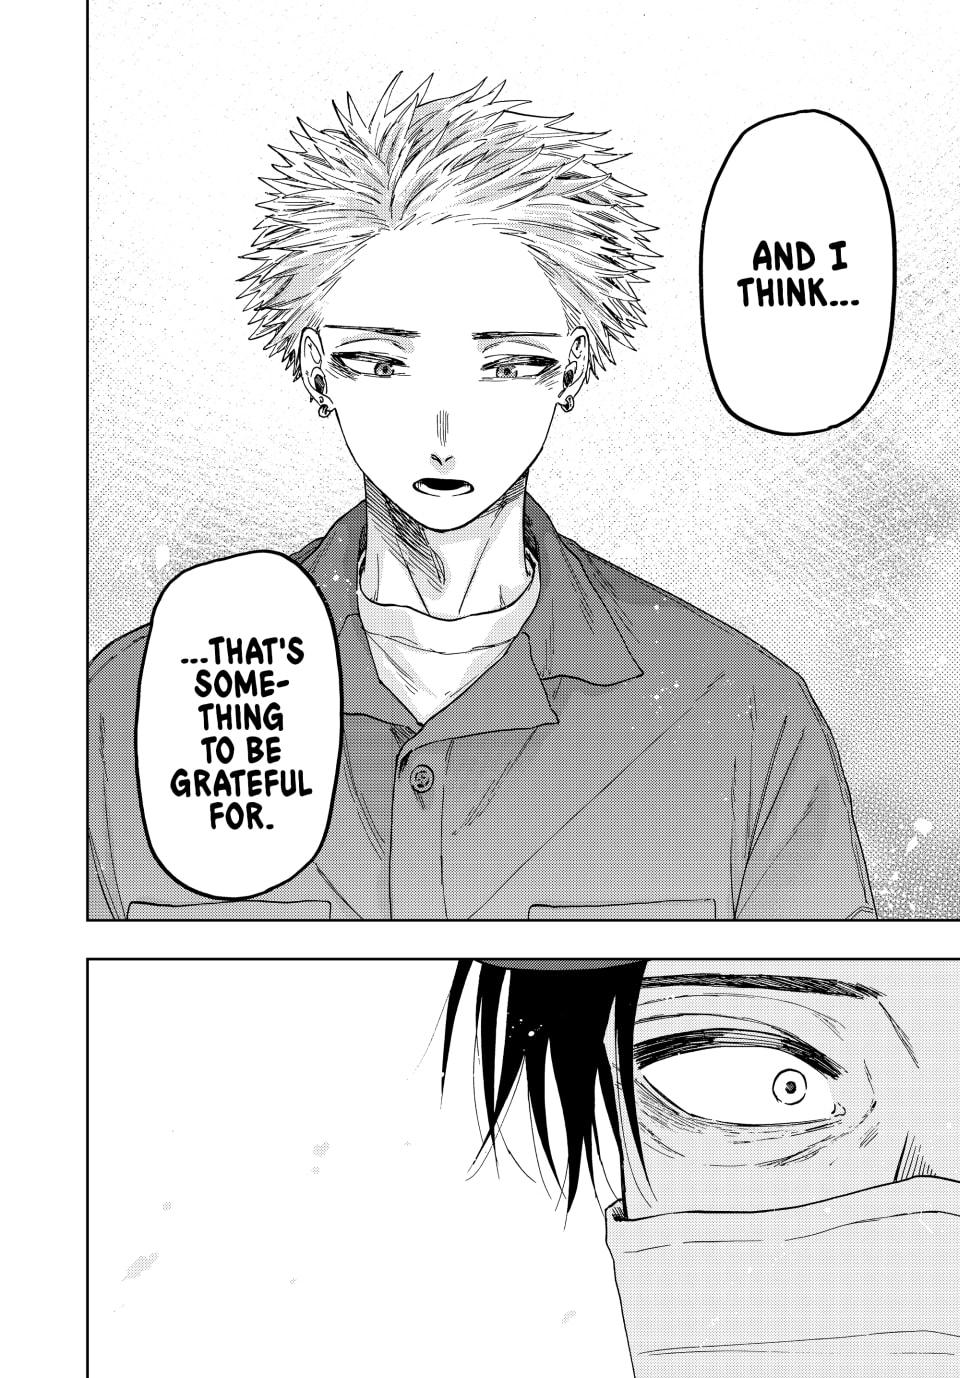 AND I
THINK...
...THAT'S
SOME-
THING
TO BE
GRATEFUL
FOR.